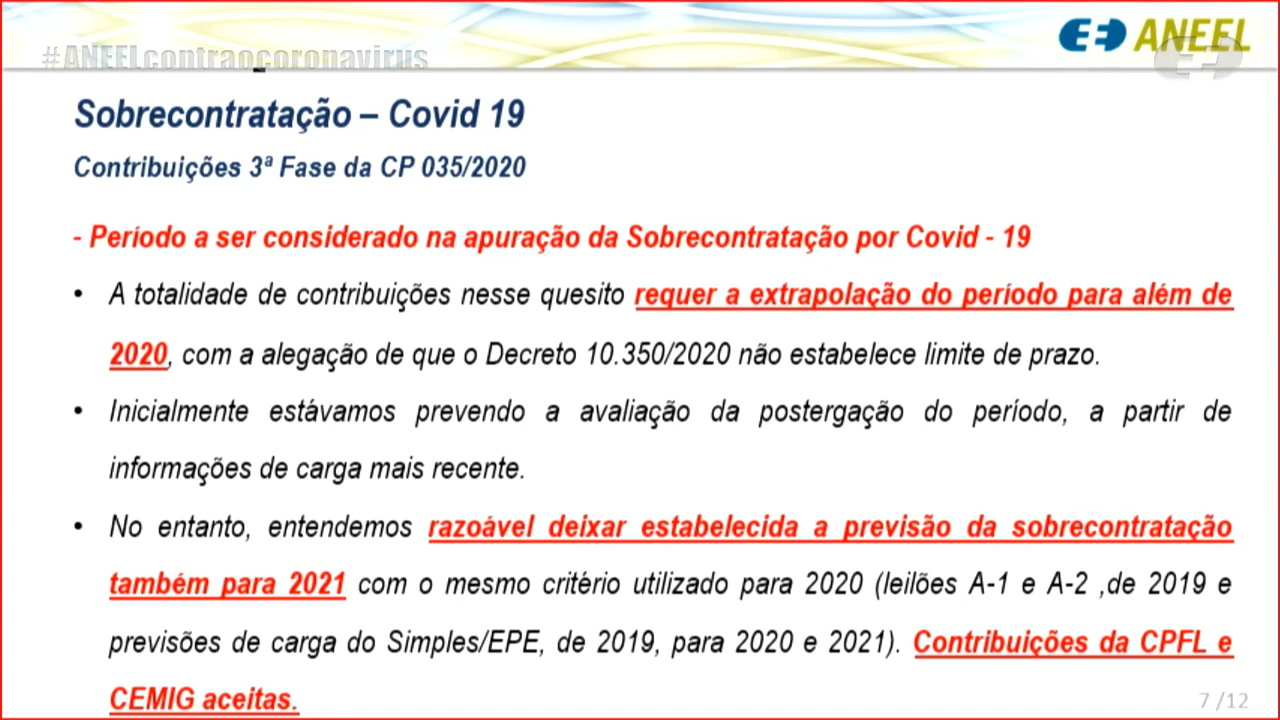 #ANEELcontraocoronavirus
ANEEL
Sobrecontratação – Covid 19
Contribuições 3ª Fase da CP 035/2020
- Período a ser considerado na apuração da Sobrecontratação por Covid - 19
• A totalidade de contribuições nesse quesito requer a extrapolação do período para além de
2020, com a alegação de que o Decreto 10.350/2020 não estabelece limite de prazo.
• Inicialmente estávamos prevendo a avaliação da postergação do período, a partir de
informações de carga mais recente.
• No entanto, entendemos razoável deixar estabelecida a previsão da sobrecontratação
também para 2021 com o mesmo critério utilizado para 2020 (leilões A-1 e A-2 ,de 2019 e
previsões de carga do Simples/EPE, de 2019, para 2020 e 2021). Contribuições da CPFL e
CEMIG aceitas.
7 /12